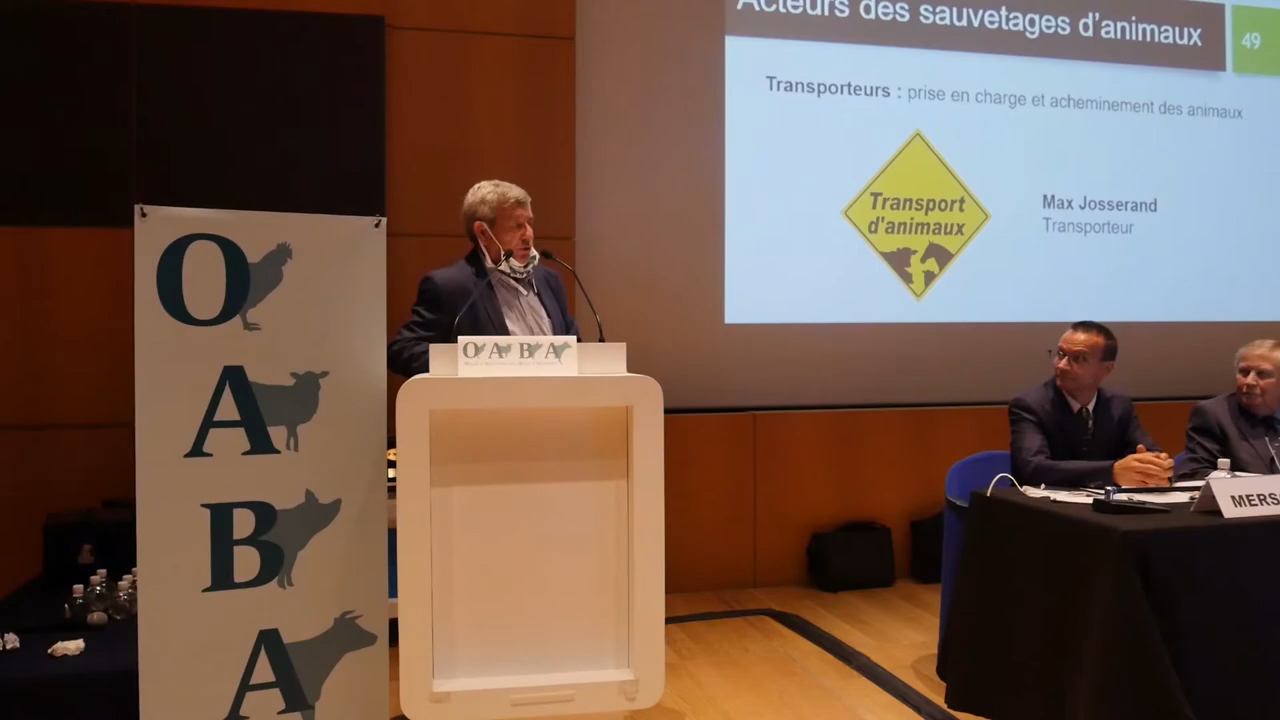 Acteurs des sauvetages d'animaux
49
Transporteurs : prise en charge et acheminement des animaux
Transport
d'animaux
Max Josserand
Transporteur
O
A
B
A
O A B A
MERS